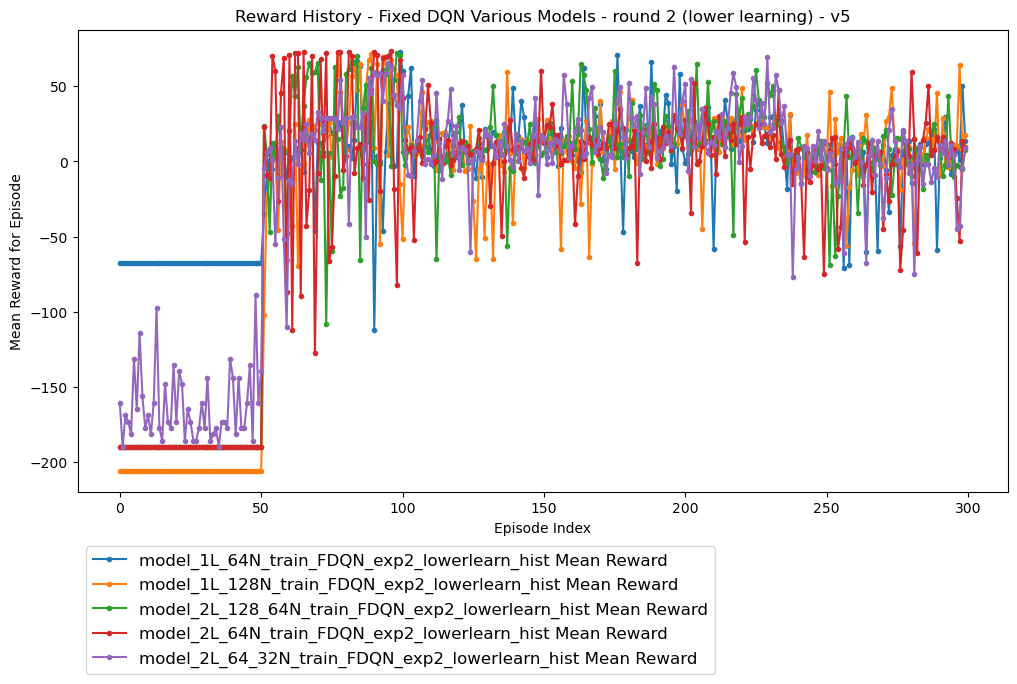 Reward History - Fixed DQN Various Models - round 2 (lower learning) - v5
Mean Reward for Episode
50
0
−50
−100
−150
−200
0 50 100 150 200 250 300
Episode Index
model_1L_64N_train_FDQN_exp2_lowerlearn_hist Mean Reward
model_1L_128N_train_FDQN_exp2_lowerlearn_hist Mean Reward
model_2L_128_64N_train_FDQN_exp2_lowerlearn_hist Mean Reward
model_2L_64N_train_FDQN_exp2_lowerlearn_hist Mean Reward
model_2L_64_32N_train_FDQN_exp2_lowerlearn_hist Mean Reward